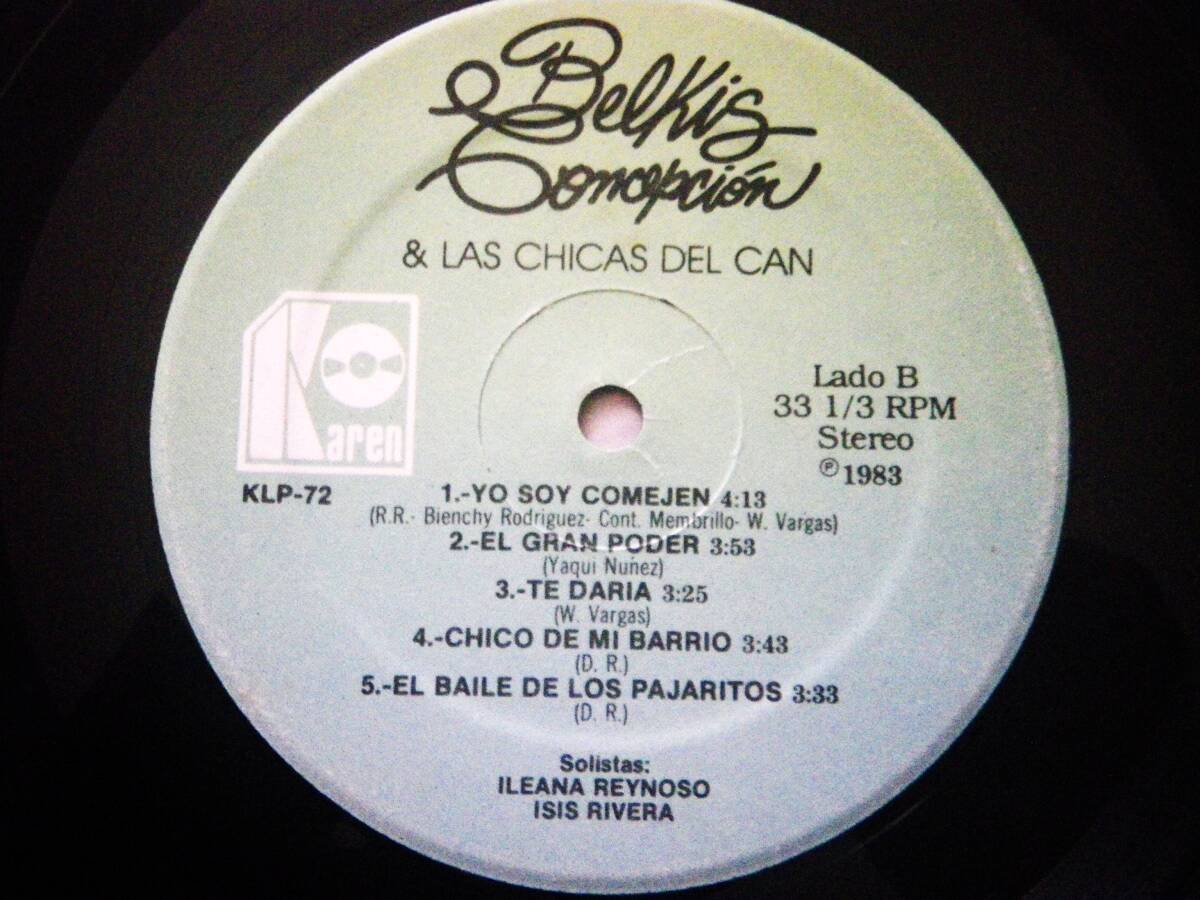 Belkis
Concepción
& LAS CHICAS DEL CAN
Karen
Lado B
33 1/3 RPM
Stereo
℗ 1983
KLP-72
1.-YO SOY COMEJEN 4:13
(R.R.- Bienchy Rodriguez- Cont. Membrillo- W. Vargas)
2.-EL GRAN PODER 3:53
(Yaqui Nuñez)
3.-TE DARIA 3:25
(W. Vargas)
4.-CHICO DE MI BARRIO 3:43
(D. R.)
5.-EL BAILE DE LOS PAJARITOS 3:33
(D. R.)
Solistas:
ILEANA REYNOSO
ISIS RIVERA